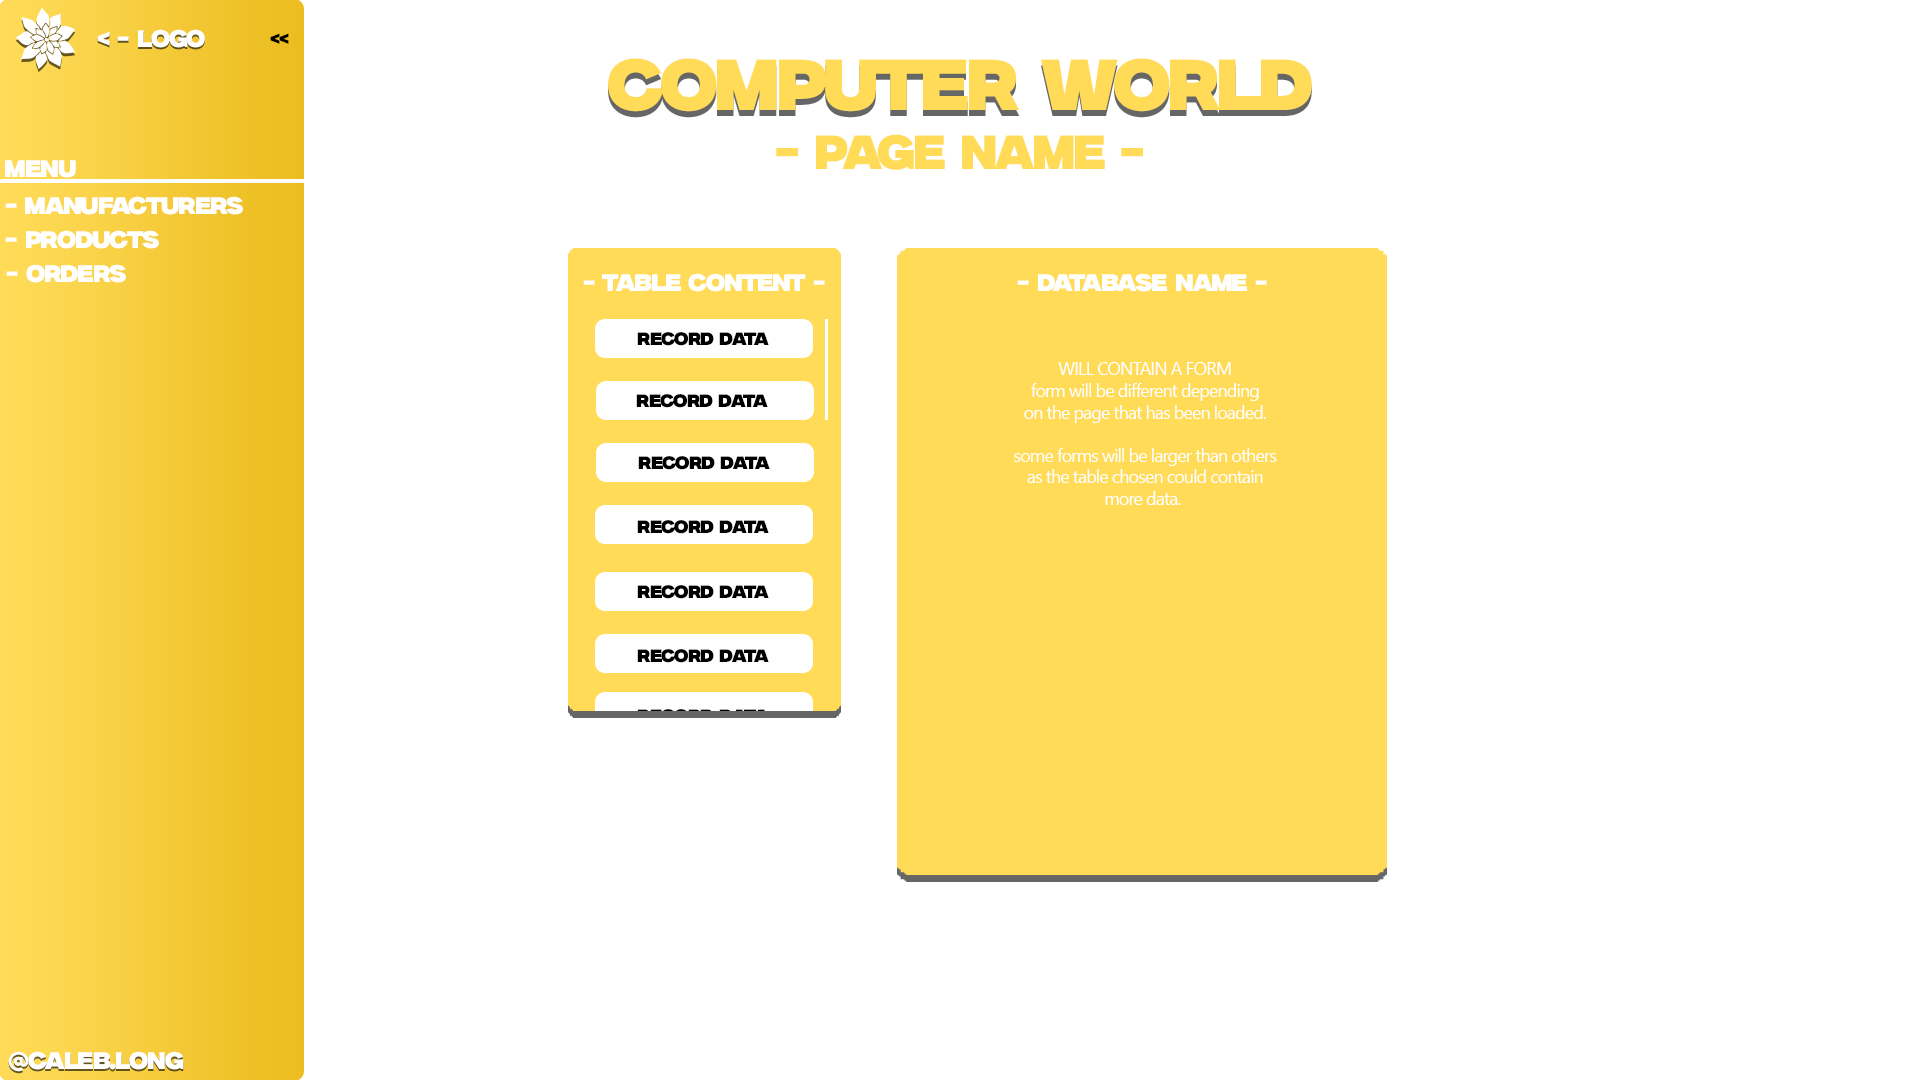 < - LOGO
<<
MENU
- MANUFACTURERS
- PRODUCTS
- ORDERS
@CALEB.LONG
COMPUTER WORLD
- PAGE NAME -
- TABLE CONTENT -
RECORD DATA
RECORD DATA
RECORD DATA
RECORD DATA
RECORD DATA
RECORD DATA
RECORD DATA
- DATABASE NAME -
WILL CONTAIN A FORM
form will be different depending
on the page that has been loaded.
some forms will be larger than others
as the table chosen could contain
more data.